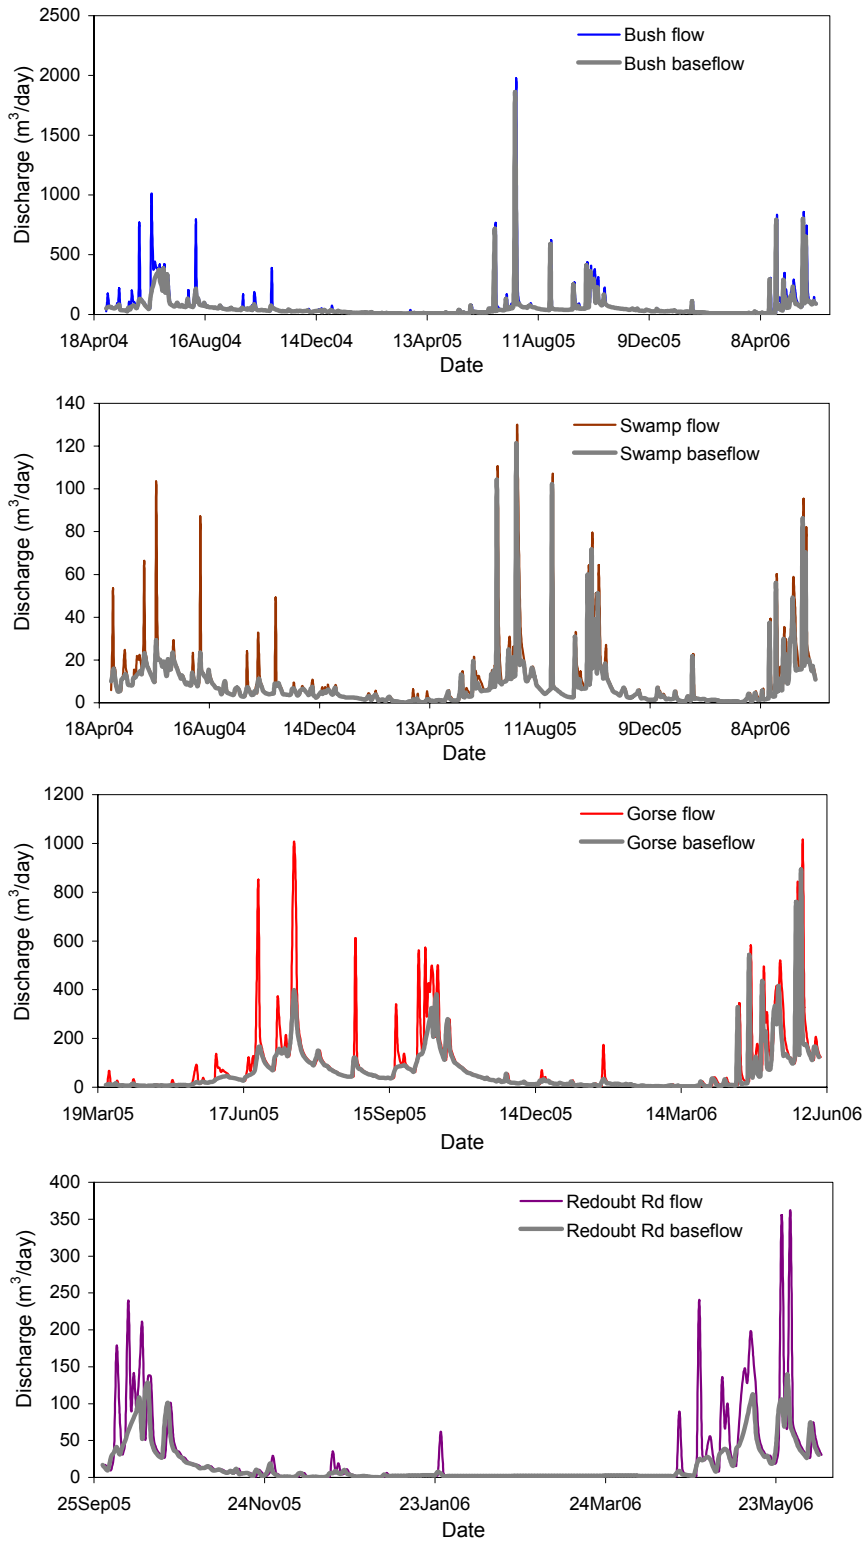 2500
2000
1500
1000
500
0
Discharge (m³/day)
Bush flow
Bush baseflow
18Apr04 16Aug04 14Dec04 13Apr05 11Aug05 9Dec05 8Apr06
Date
140
120
100
80
60
40
20
0
Discharge (m³/day)
Swamp flow
Swamp baseflow
18Apr04 16Aug04 14Dec04 13Apr05 11Aug05 9Dec05 8Apr06
Date
1200
1000
800
600
400
200
0
Discharge (m³/day)
Gorse flow
Gorse baseflow
19Mar05 17Jun05 15Sep05 14Dec05 14Mar06 12Jun06
Date
400
350
300
250
200
150
100
50
0
Discharge (m³/day)
Redoubt Rd flow
Redoubt Rd baseflow
25Sep05 24Nov05 23Jan06 24Mar06 23May06
Date